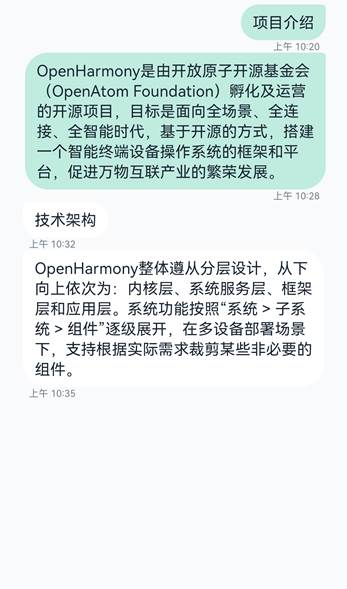 项目介绍
上午 10:20
OpenHarmony是由开放原子开源基金会
（OpenAtom Foundation）孵化及运营
的开源项目，目标是面向全场景、全连
接、全智能时代，基于开源的方式，搭建
一个智能终端设备操作系统的框架和平
台，促进万物互联产业的繁荣发展。
上午 10:28
技术架构
上午 10:32
OpenHarmony整体遵从分层设计，从下
向上依次为：内核层、系统服务层、框架
层和应用层。系统功能按照“系统 > 子系
统 > 组件”逐级展开，在多设备部署场景
下，支持根据实际需求裁剪某些非必要的
组件。
上午 10:35